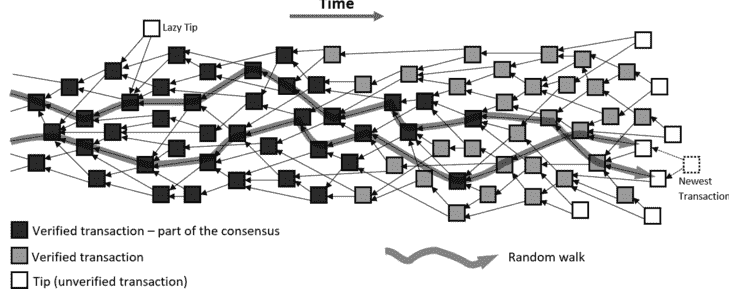 Time
Lazy Tip
Newest
Transaction
Verified transaction – part of the consensus
Verified transaction
Random walk
Tip (unverified transaction)